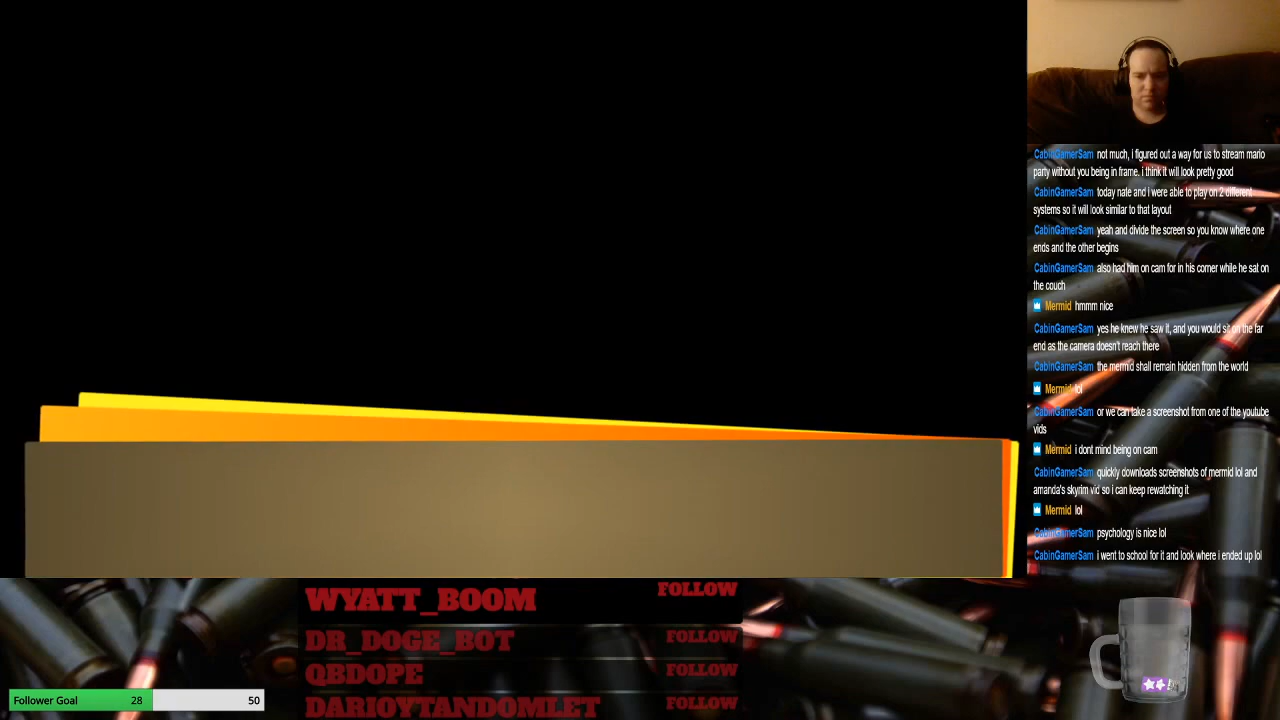 CabinGamerSam not much, i figured out a way for us to stream mario
party without you being in frame. i think it will look pretty good
CabinGamerSam today nate and i were able to play on 2 different
systems so it will look similar to that layout
CabinGamerSam yeah and divide the screen so you know where one
ends and the other begins
CabinGamerSam also had him on cam for in his corner while he sat on
the couch
Mermid hmmm nice
CabinGamerSam yes he knew he saw it, and you would sit on the far
end as the camera doesn't reach there
CabinGamerSam the mermid shall remain hidden from the world
Mermid lol
CabinGamerSam or we can take a screenshot from one of the youtube
vids
Mermid i dont mind being on cam
CabinGamerSam quickly downloads screenshots of mermid lol and
amanda's skyrim vid so i can keep rewatching it
Mermid lol
CabinGamerSam psychology is nice lol
CabinGamerSam i went to school for it and look where i ended up lol
WYATT_BOOM FOLLOW
DR_DOGE_BOT FOLLOW
QBDOPE FOLLOW
DARIOYTANDOMLET FOLLOW
Follower Goal 28 50